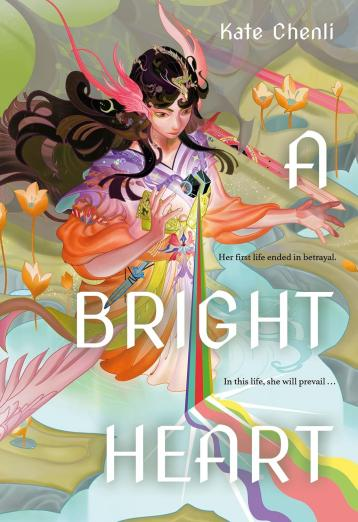 Kate Chenli
A
Her first life ended in betrayal.
BRIGHT
In this life, she will prevail ...
HEART